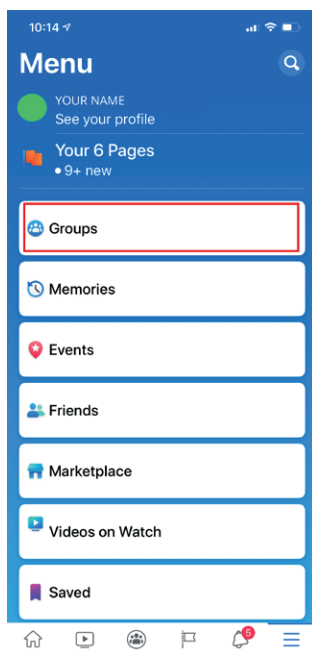 10:14
Menu
YOUR NAME
See your profile
Your 6 Pages
• 9+ new
Groups
Memories
Events
Friends
Marketplace
Videos on Watch
Saved
5